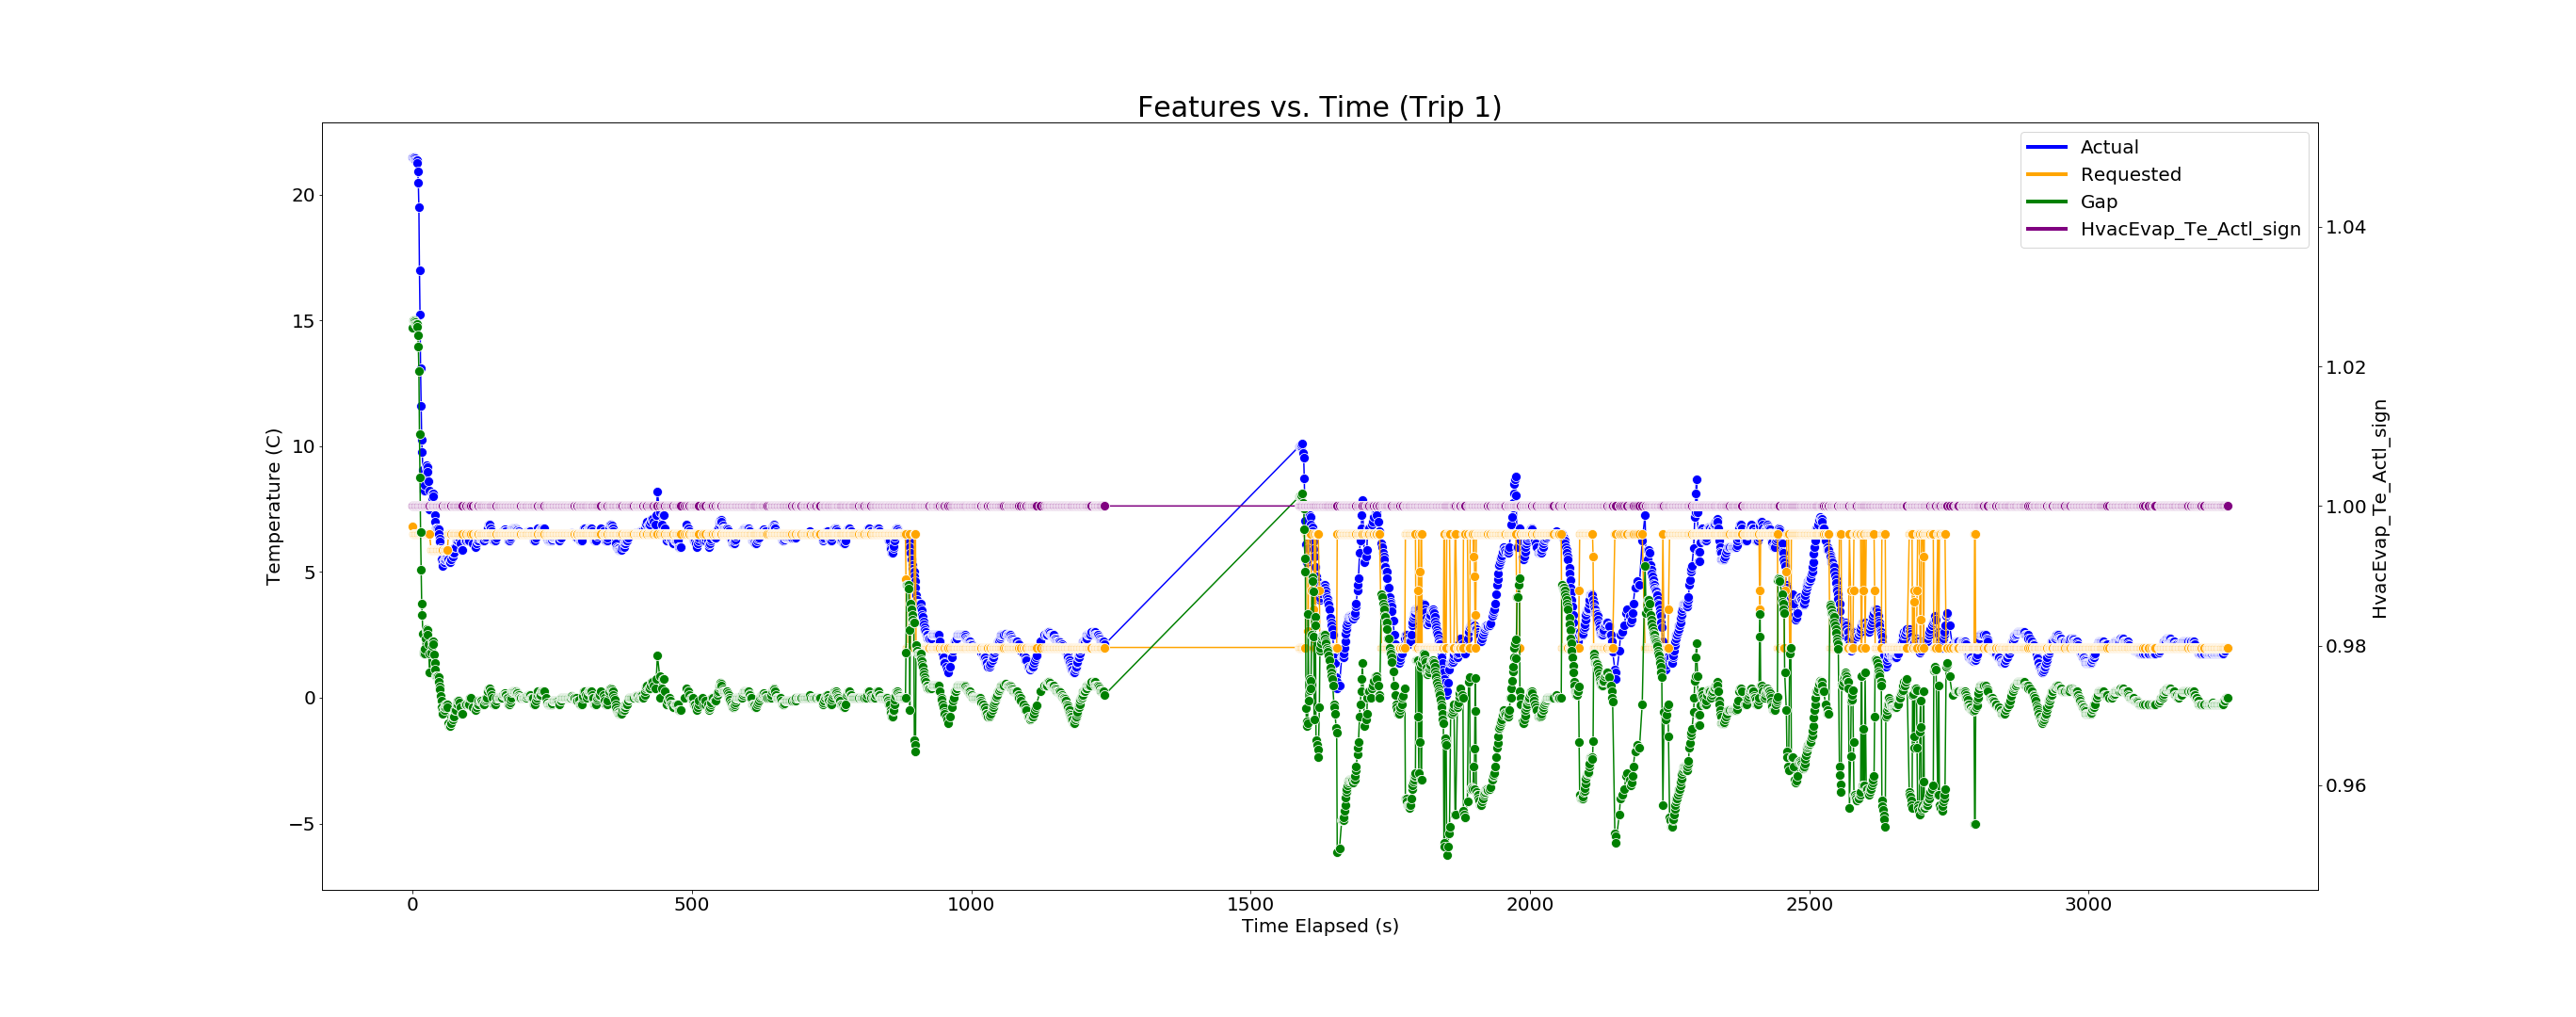 Features vs. Time (Trip 1)
Actual
Requested
Gap
HvacEvap_Te_Actl_sign
20
15
10
5
0
−5
Temperature (C)
1.04
1.02
1.00
0.98
0.96
HvacEvap_Te_Actl_sign
0 500 1000 1500 2000 2500 3000
Time Elapsed (s)